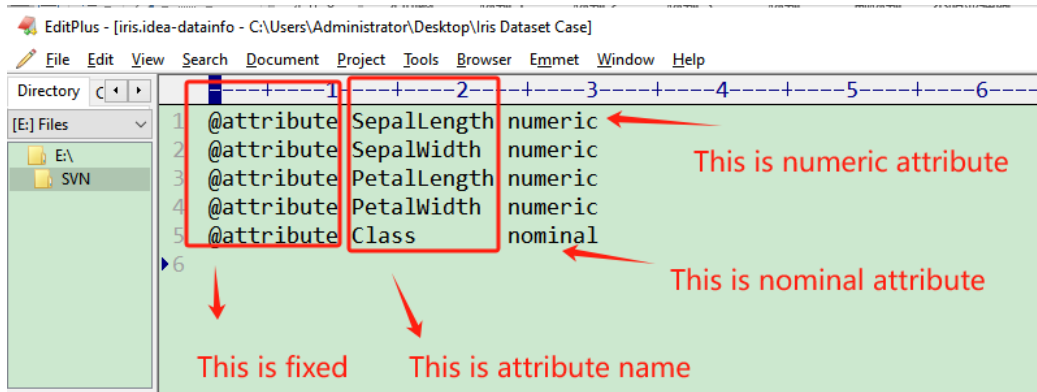 EditPlus - [iris.idea-datainfo - C:\Users\Administrator\Desktop\Iris Dataset Case]
File Edit View Search Document Project Tools Browser Emmet Window Help
Directory C
----+----1----+----2----+----3----+----4----+----5----+----6----
[E:] Files
E:\
SVN
1 @attribute SepalLength numeric
2 @attribute SepalWidth numeric
3 @attribute PetalLength numeric
4 @attribute PetalWidth numeric
5 @attribute Class nominal
6
This is numeric attribute
This is nominal attribute
This is fixed
This is attribute name